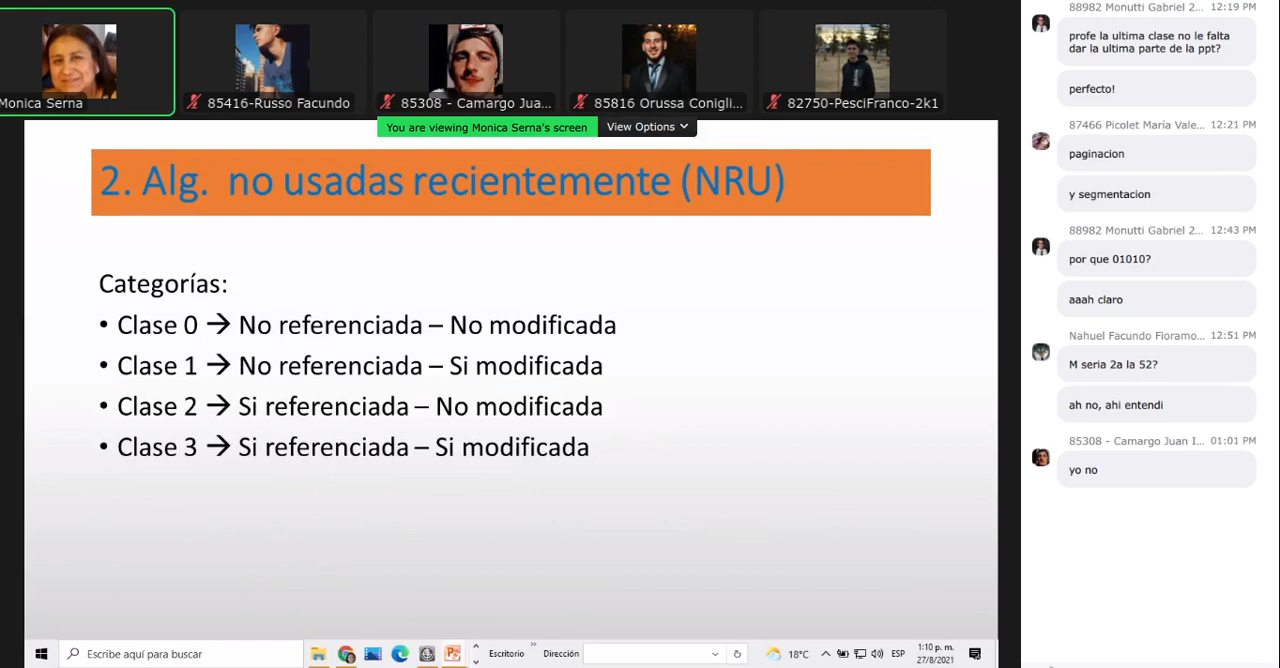 Monica Serna
85416-Russo Facundo
85308 - Camargo Jua...
85816 Orussa Conigli...
82750-PesciFranco-2k1
You are viewing Monica Serna's screen
View Options
2. Alg. no usadas recientemente (NRU)
Categorías:
• Clase 0 → No referenciada – No modificada
• Clase 1 → No referenciada – Si modificada
• Clase 2 → Si referenciada – No modificada
• Clase 3 → Si referenciada – Si modificada
Escribe aquí para buscar
Escritorio
»
Dirección
18°C
ESP
1:10 p. m.
27/8/2021
88982 Monutti Gabriel 2... 12:19 PM
profe la ultima clase no le falta
dar la ultima parte de la ppt?
perfecto!
87466 Picolet María Vale... 12:21 PM
paginacion
y segmentacion
88982 Monutti Gabriel 2... 12:43 PM
por que 01010?
aaah claro
Nahuel Facundo Fioramo... 12:51 PM
M seria 2a la 52?
ah no, ahi entendi
85308 - Camargo Juan I... 01:01 PM
yo no